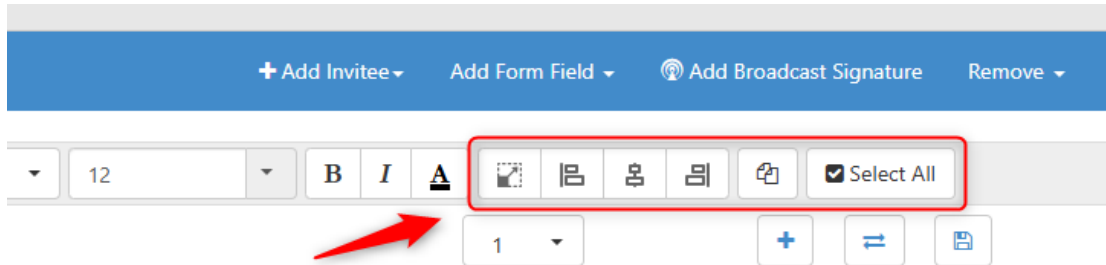 Add Invitee Add Form Field Add Broadcast Signature Remove
12 B I A Select All
1